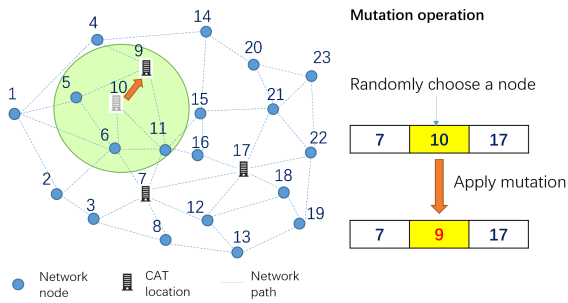 Mutation operation
14
4
9
20
23
5
10
Randomly choose a node
1
15
21
6
11
16
17
22
7 10 17
7
18
Apply mutation
2
3
12
19
8
13
7 9 17
Network
node
CAT
location
Network
path